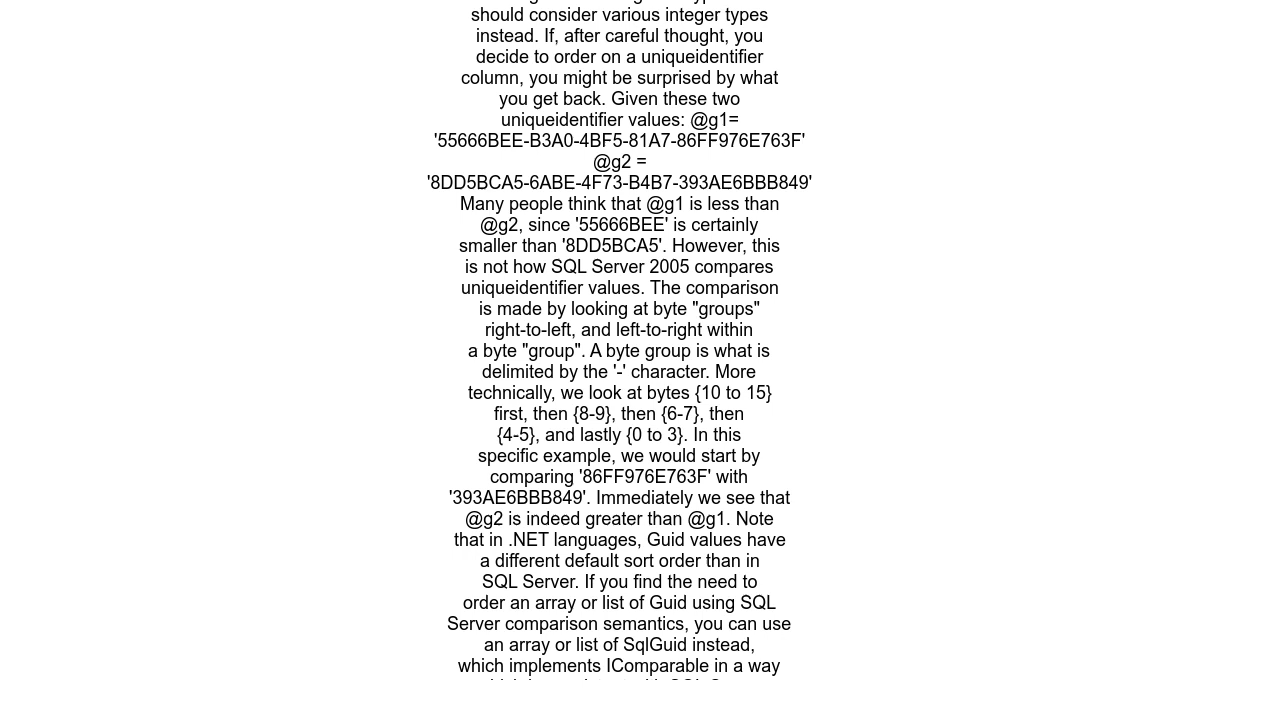 should consider various integer types
instead. If, after careful thought, you
decide to order on a uniqueidentifier
column, you might be surprised by what
you get back. Given these two
uniqueidentifier values: @g1=
'55666BEE-B3A0-4BF5-81A7-86FF976E763F'
@g2 =
'8DD5BCA5-6ABE-4F73-B4B7-393AE6BBB849'
Many people think that @g1 is less than
@g2, since '55666BEE' is certainly
smaller than '8DD5BCA5'. However, this
is not how SQL Server 2005 compares
uniqueidentifier values. The comparison
is made by looking at byte "groups"
right-to-left, and left-to-right within
a byte "group". A byte group is what is
delimited by the '-' character. More
technically, we look at bytes {10 to 15}
first, then {8-9}, then {6-7}, then
{4-5}, and lastly {0 to 3}. In this
specific example, we would start by
comparing '86FF976E763F' with
'393AE6BBB849'. Immediately we see that
@g2 is indeed greater than @g1. Note
that in .NET languages, Guid values have
a different default sort order than in
SQL Server. If you find the need to
order an array or list of Guid using SQL
Server comparison semantics, you can use
an array or list of SqlGuid instead,
which implements IComparable in a way